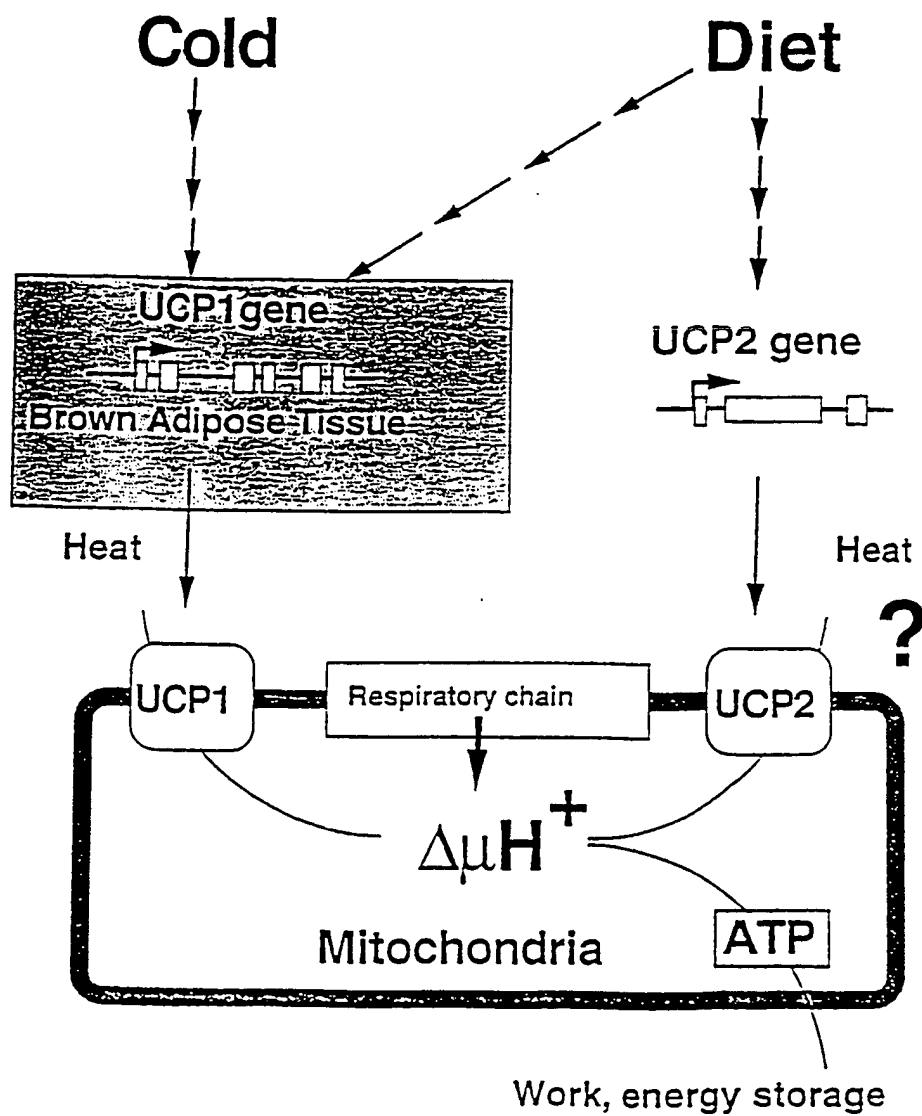 Cold
Diet
UCP1gene
Brown Adipose Tissue
UCP2 gene
Heat
Heat
?
UCP1
Respiratory chain
UCP2
ΔµH+
Mitochondria
ATP
Work, energy storage